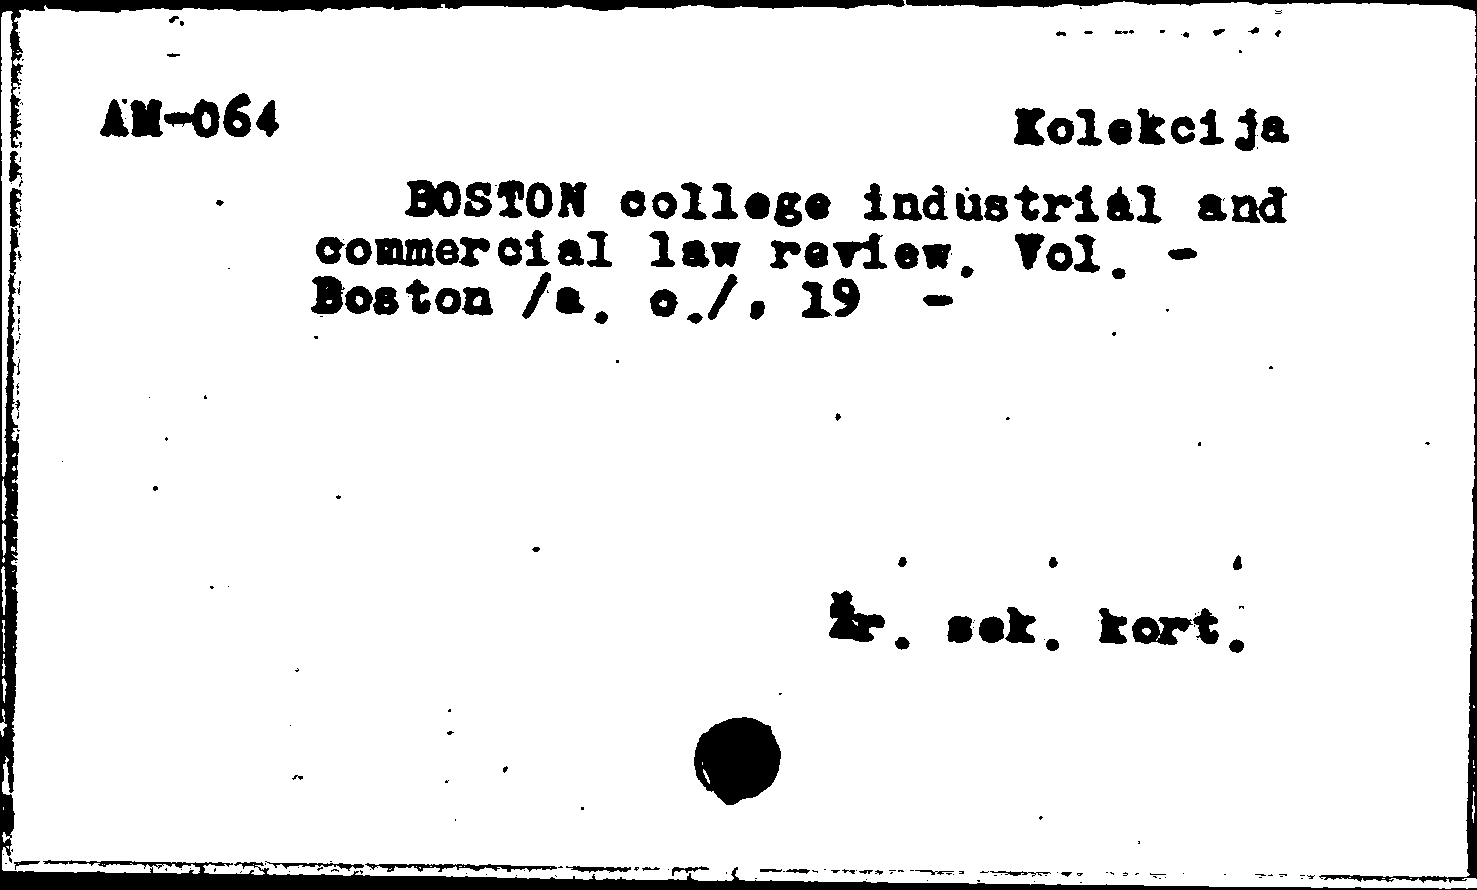 AM-064
Kolekcija
BOSTON college industrial and
commercial law review. Vol. -
Boston /a. o./, 19 -
Žr. sek. kort.